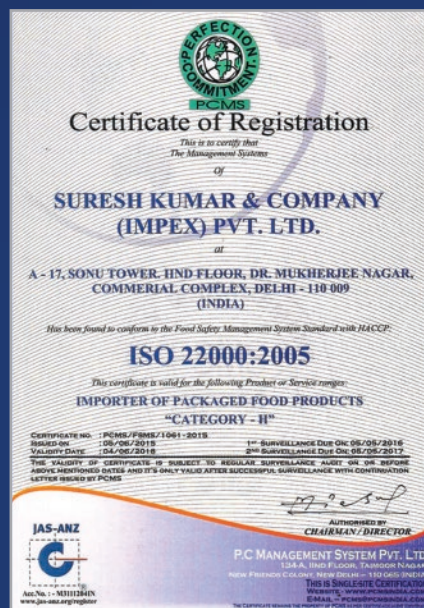 PERFECTION
COMMITMENT
PCMS
Certificate of Registration
This is to certify that
The Management Systems
Of
SURESH KUMAR & COMPANY
(IMPEX) PVT. LTD.
at
A - 17, SONU TOWER, IIND FLOOR, DR. MUKHERJEE NAGAR,
COMMERIAL COMPLEX, DELHI - 110 009
(INDIA)
Has been found to conform to the Food Safety Management System Standard with HACCP:
ISO 22000:2005
This certificate is valid for the following Product or Service ranges
IMPORTER OF PACKAGED FOOD PRODUCTS
"CATEGORY - H"
CERTIFICATE NO. : PCMS/FSMS/1061-2015
ISSUED ON : 05/06/2015 1ST SURVEILLANCE DUE ON: 05/05/2016
VALIDITY DATE : 04/06/2018 2ND SURVEILLANCE DUE ON: 05/05/2017
THE VALIDITY OF CERTIFICATE IS SUBJECT TO REGULAR SURVEILLANCE AUDIT ON OR BEFORE
ABOVE MENTIONED DATES AND IT'S ONLY VALID AFTER SUCCESSFUL SURVEILLANCE WITH CONTINUATION
LETTER ISSUED BY PCMS
AUTHORISED BY
CHAIRMAN / DIRECTOR
JAS-ANZ
C
Acc.No. : - M3111204IN
www.jas-anz.org/register
P.C MANAGEMENT SYSTEM PVT. LTD
134-A, IIND FLOOR, TAIMOOR NAGAR
NEW FRIENDS COLONY, NEW DELHI - 110 065 INDIA
THIS IS SINGLE-SITE CERTIFICATION
WEBSITE - WWW.PCMSINDIA.COM
E-MAIL -